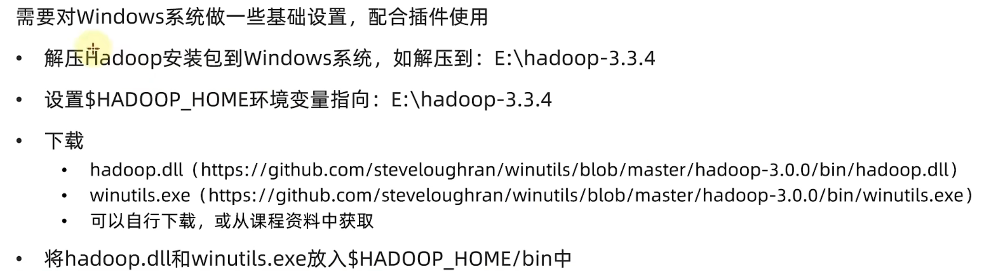 需要对Windows系统做一些基础设置，配合插件使用
• 解压Hadoop安装包到Windows系统，如解压到：E:\hadoop-3.3.4
• 设置$HADOOP_HOME环境变量指向：E:\hadoop-3.3.4
• 下载
• hadoop.dll（https://github.com/steveloughran/winutils/blob/master/hadoop-3.0.0/bin/hadoop.dll）
• winutils.exe（https://github.com/steveloughran/winutils/blob/master/hadoop-3.0.0/bin/winutils.exe）
• 可以自行下载，或从课程资料中获取
• 将hadoop.dll和winutils.exe放入$HADOOP_HOME/bin中